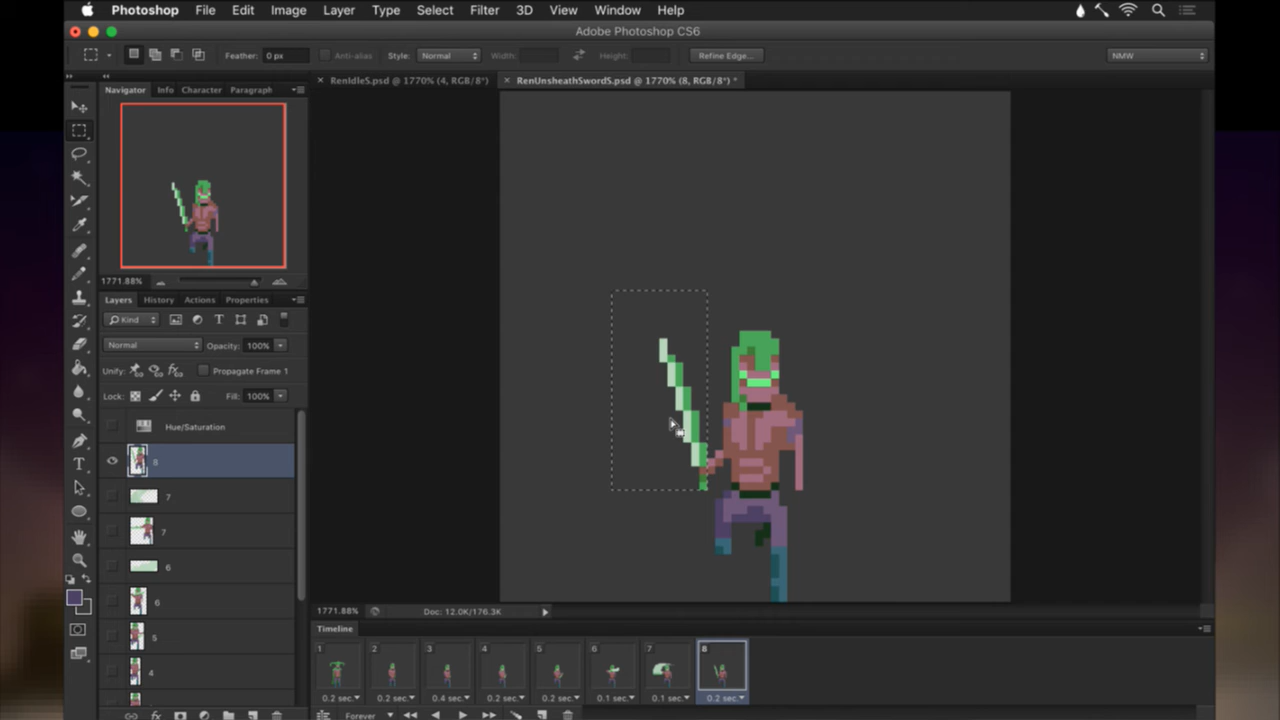 Photoshop File Edit Image Layer Type Select Filter 3D View Window Help
Adobe Photoshop CS6
Feather: 0 px Anti-alias Style: Normal Width: Height: Refine Edge... NMW
RenIdleS.psd @ 1770% (4, RGB/8*) RenUnsheathSwordS.psd @ 1770% (8, RGB/8*) *
Navigator Info Character Paragraph
1771.88%
Layers History Actions Properties
Kind
Normal Opacity: 100%
Unify: Propagate Frame 1
Lock: Fill: 100%
Hue/Saturation
8
7
7
6
6
5
4
1771.88% Doc: 12.0K/176.3K
Timeline
1 2 3 4 5 6 7 8
0.2 sec. 0.2 sec. 0.4 sec. 0.2 sec. 0.2 sec. 0.1 sec. 0.1 sec. 0.2 sec.
Forever